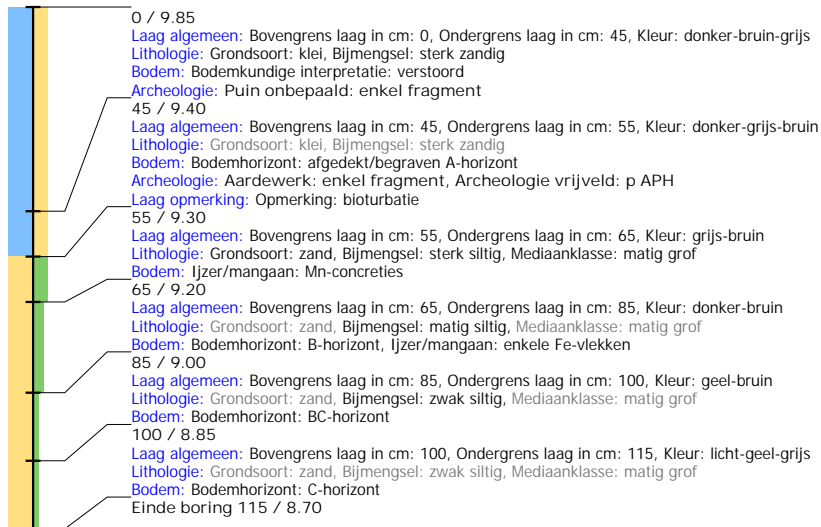 0 / 9.85
Laag algemeen: Bovengrens laag in cm: 0, Ondergrens laag in cm: 45, Kleur: donker-bruin-grijs
Lithologie: Grondsoort: klei, Bijmengsel: sterk zandig
Bodem: Bodemkundige interpretatie: verstoord
Archeologie: Puin onbepaald: enkel fragment
45 / 9.40
Laag algemeen: Bovengrens laag in cm: 45, Ondergrens laag in cm: 55, Kleur: donker-grijs-bruin
Lithologie: Grondsoort: klei, Bijmengsel: sterk zandig
Bodem: Bodemhorizont: afgedekt/begraven A-horizont
Archeologie: Aardewerk: enkel fragment, Archeologie vrijveld: p APH
Laag opmerking: Opmerking: bioturbatie
55 / 9.30
Laag algemeen: Bovengrens laag in cm: 55, Ondergrens laag in cm: 65, Kleur: grijs-bruin
Lithologie: Grondsoort: zand, Bijmengsel: sterk siltig, Mediaanklasse: matig grof
Bodem: Ijzer/mangaan: Mn-concreties
65 / 9.20
Laag algemeen: Bovengrens laag in cm: 65, Ondergrens laag in cm: 85, Kleur: donker-bruin
Lithologie: Grondsoort: zand, Bijmengsel: matig siltig, Mediaanklasse: matig grof
Bodem: Bodemhorizont: B-horizont, Ijzer/mangaan: enkele Fe-vlekken
85 / 9.00
Laag algemeen: Bovengrens laag in cm: 85, Ondergrens laag in cm: 100, Kleur: geel-bruin
Lithologie: Grondsoort: zand, Bijmengsel: zwak siltig, Mediaanklasse: matig grof
Bodem: Bodemhorizont: BC-horizont
100 / 8.85
Laag algemeen: Bovengrens laag in cm: 100, Ondergrens laag in cm: 115, Kleur: licht-geel-grijs
Lithologie: Grondsoort: zand, Bijmengsel: zwak siltig, Mediaanklasse: matig grof
Bodem: Bodemhorizont: C-horizont
Einde boring 115 / 8.70